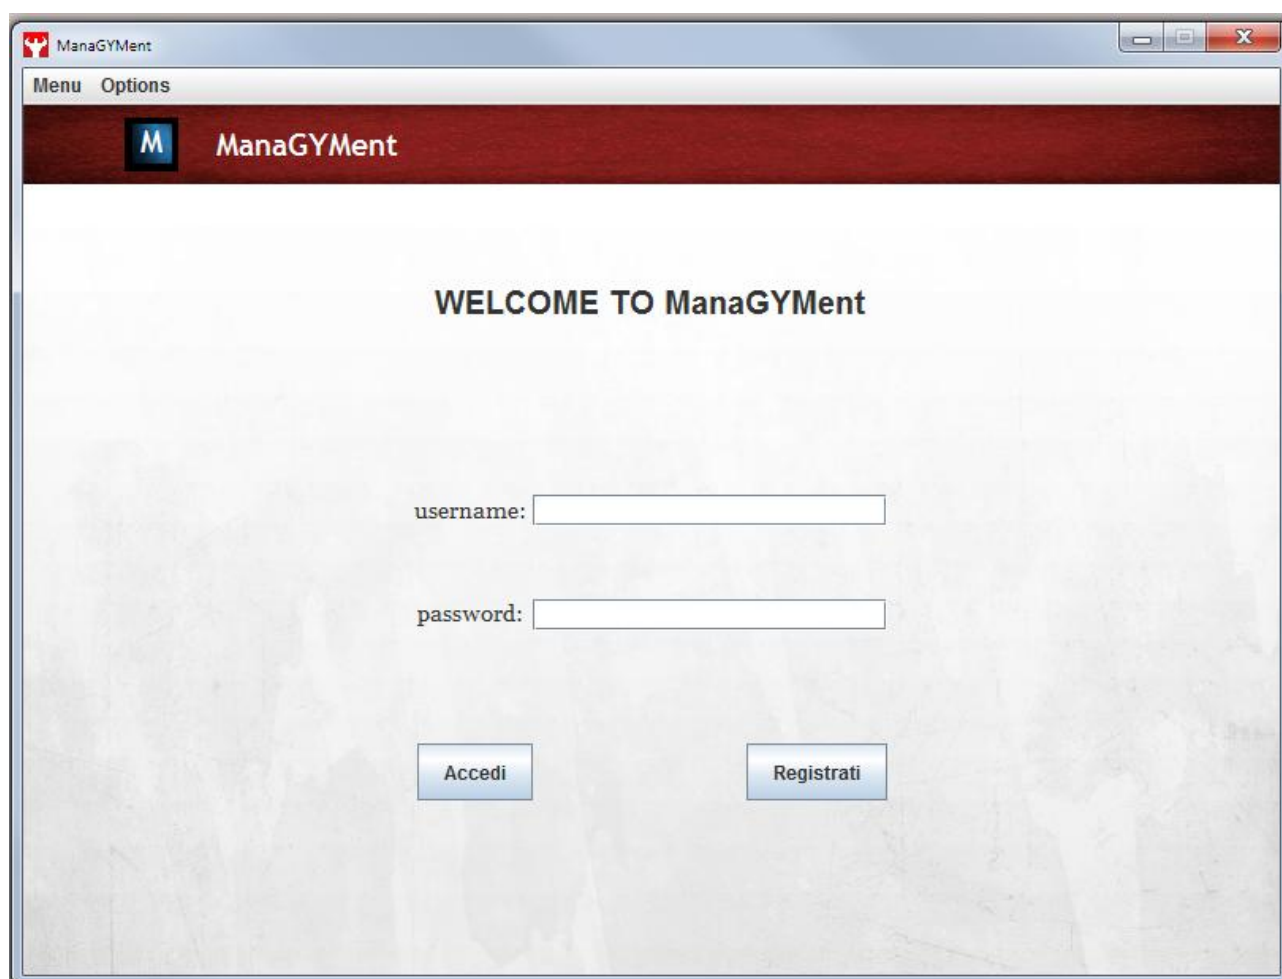 ManaGYMent
Menu Options
M ManaGYMent
WELCOME TO ManaGYMent
username:
password:
Accedi Registrati